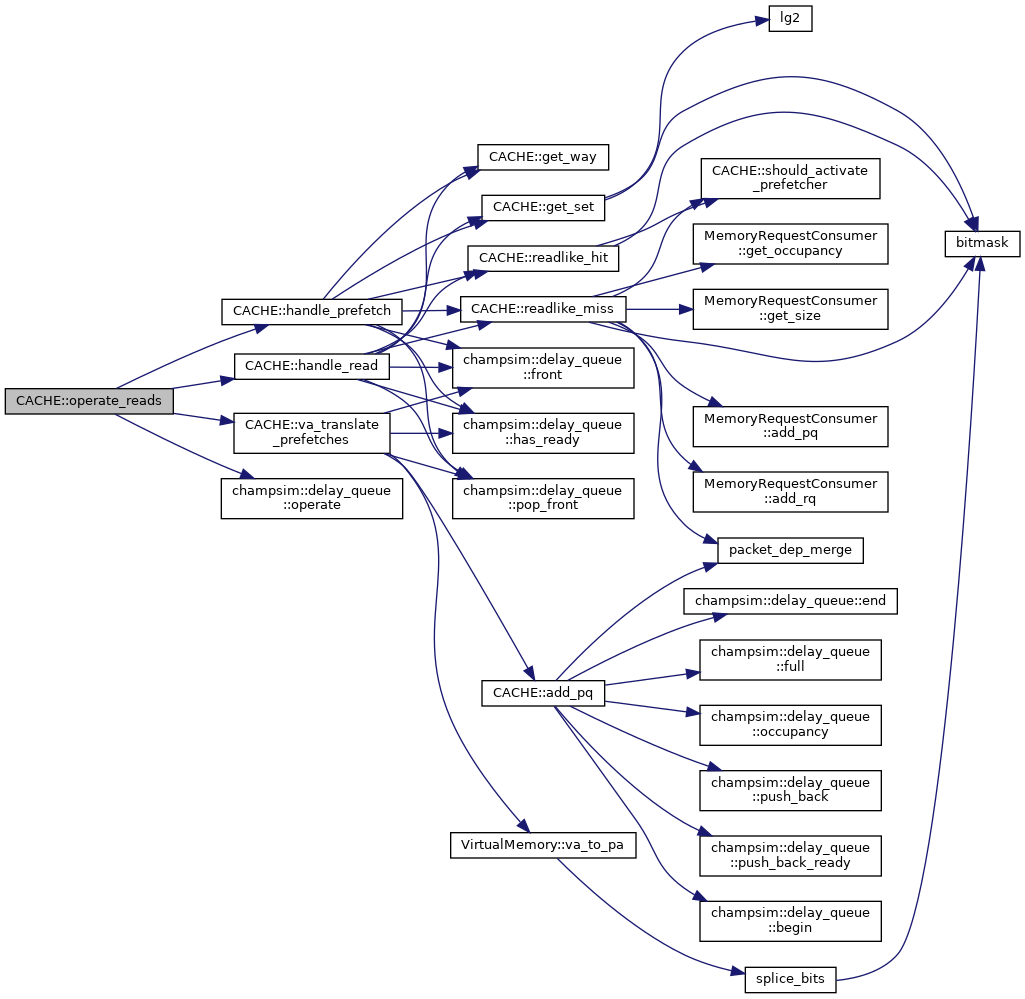 lg2
CACHE::get_way
CACHE::should_activate
_prefetcher
CACHE::get_set
MemoryRequestConsumer
::get_occupancy
bitmask
CACHE::readlike_hit
CACHE::handle_prefetch
CACHE::readlike_miss
MemoryRequestConsumer
::get_size
CACHE::handle_read
champsim::delay_queue
::front
CACHE::operate_reads
CACHE::va_translate
_prefetches
champsim::delay_queue
::has_ready
MemoryRequestConsumer
::add_pq
champsim::delay_queue
::operate
champsim::delay_queue
::pop_front
MemoryRequestConsumer
::add_rq
packet_dep_merge
champsim::delay_queue::end
champsim::delay_queue
::full
CACHE::add_pq
champsim::delay_queue
::occupancy
champsim::delay_queue
::push_back
VirtualMemory::va_to_pa
champsim::delay_queue
::push_back_ready
champsim::delay_queue
::begin
splice_bits